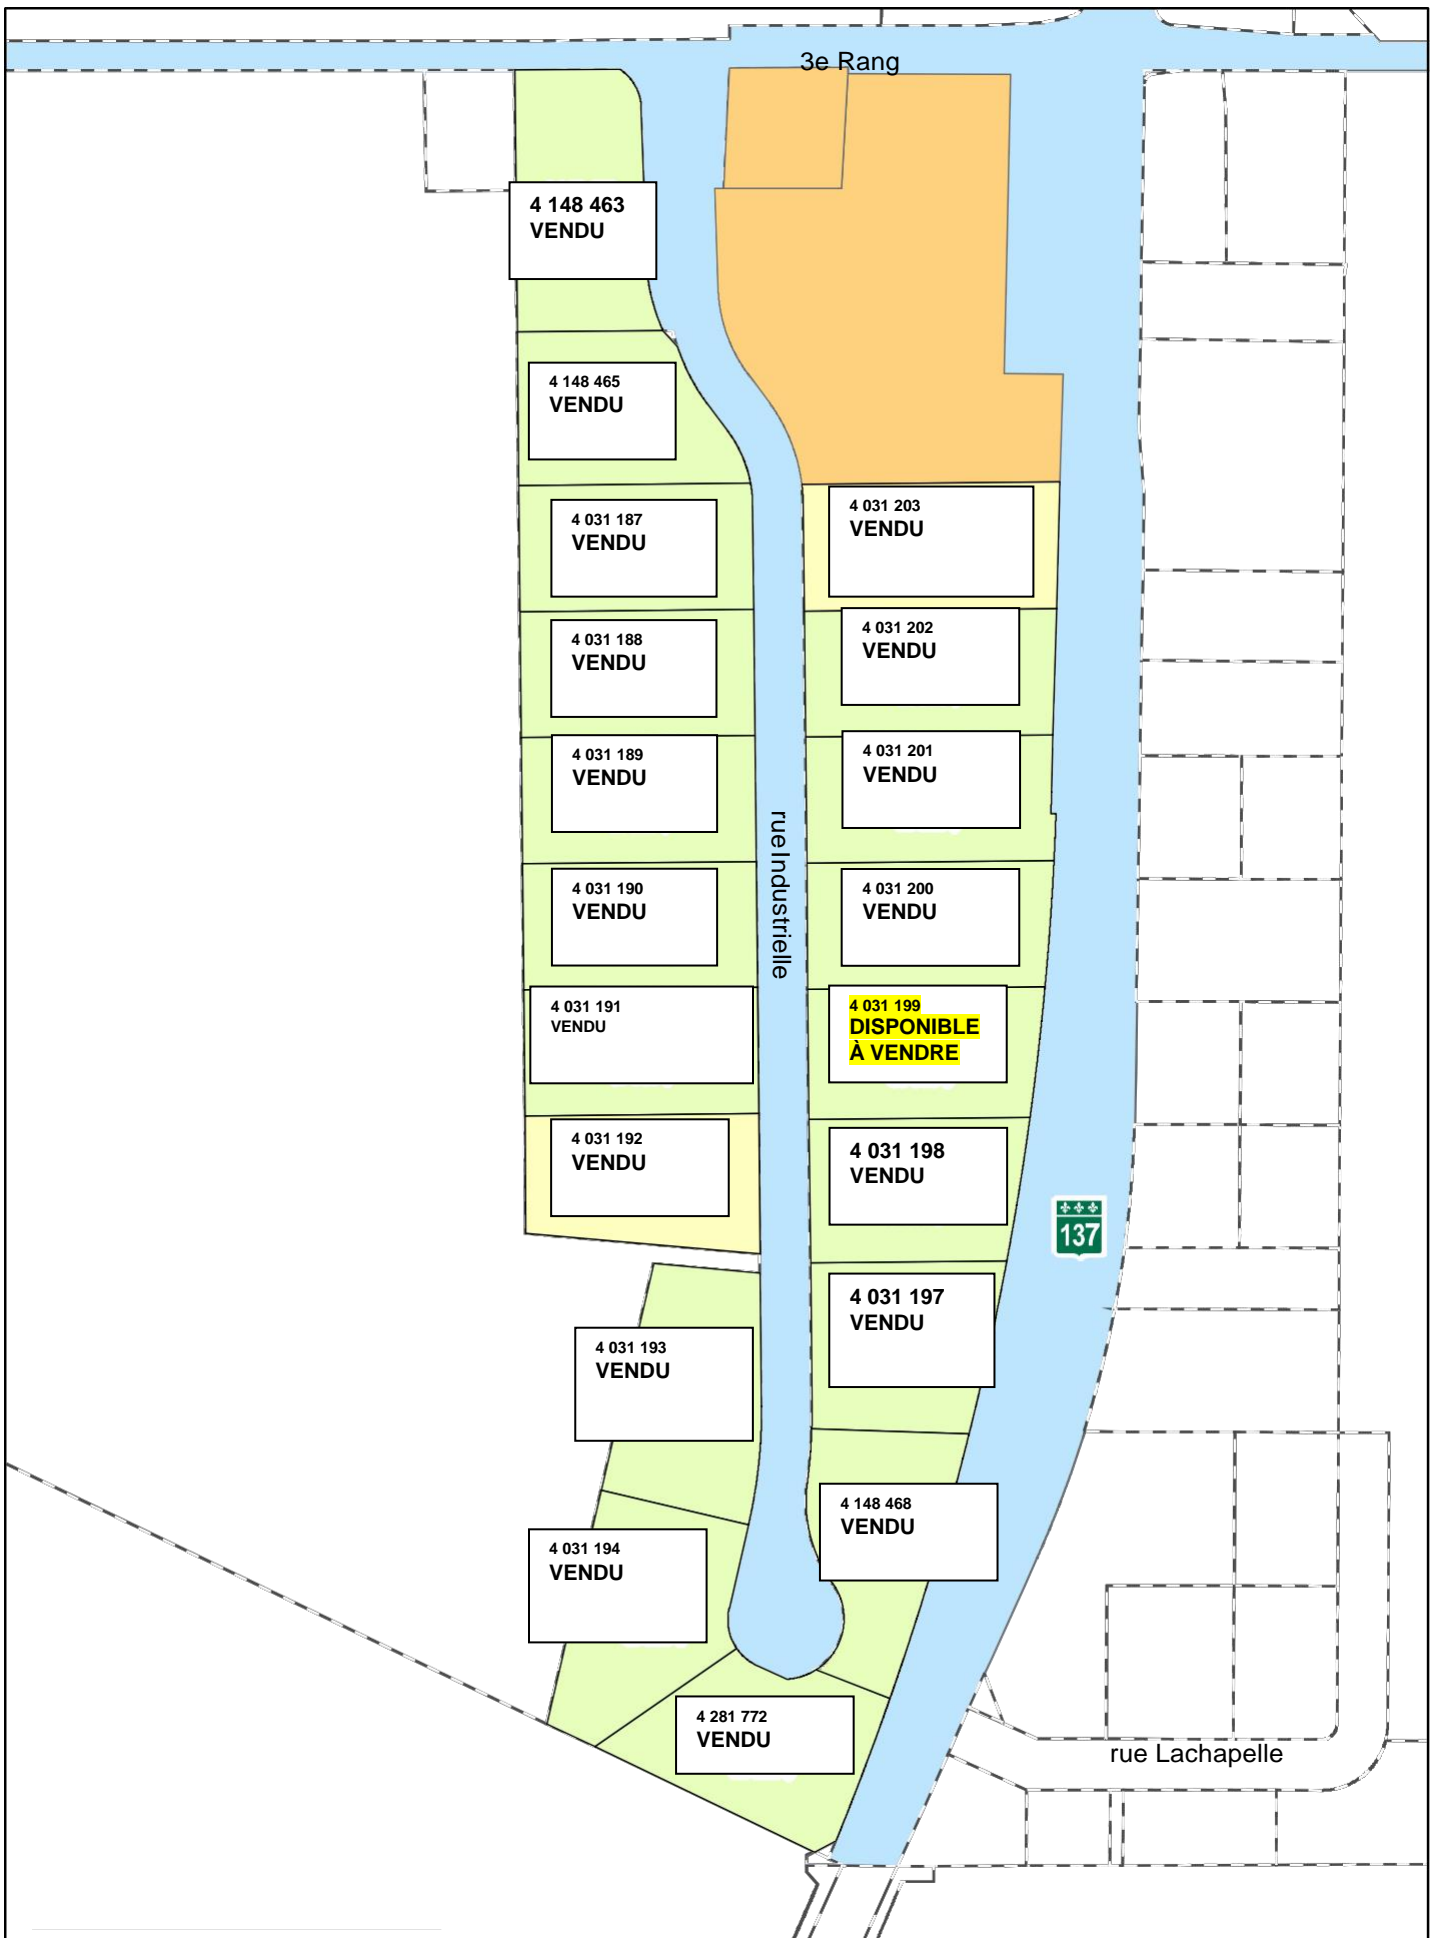 3e Rang
4 148 463
VENDU
4 148 465
VENDU
4 031 187
VENDU
4 031 203
VENDU
4 031 188
VENDU
4 031 202
VENDU
4 031 189
VENDU
4 031 201
VENDU
rue Industrielle
4 031 190
VENDU
4 031 200
VENDU
4 031 191
VENDU
4 031 199
DISPONIBLE
À VENDRE
4 031 192
VENDU
4 031 198
VENDU
137
4 031 197
VENDU
4 031 193
VENDU
4 148 468
VENDU
4 031 194
VENDU
4 281 772
VENDU
rue Lachapelle